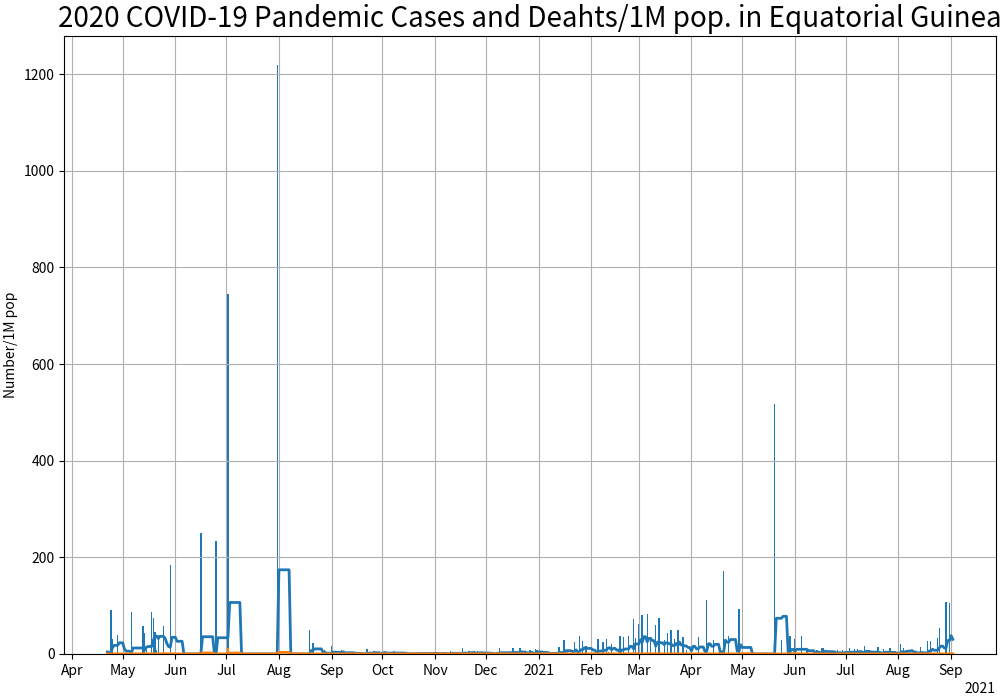 2020 COVID-19 Pandemic Cases and Deahts/1M pop. in Equatorial Guinea
Number/1M pop
1200
1000
800
600
400
200
0
Apr May Jun Jul Aug Sep Oct Nov Dec 2021 Feb Mar Apr May Jun Jul Aug Sep
2021